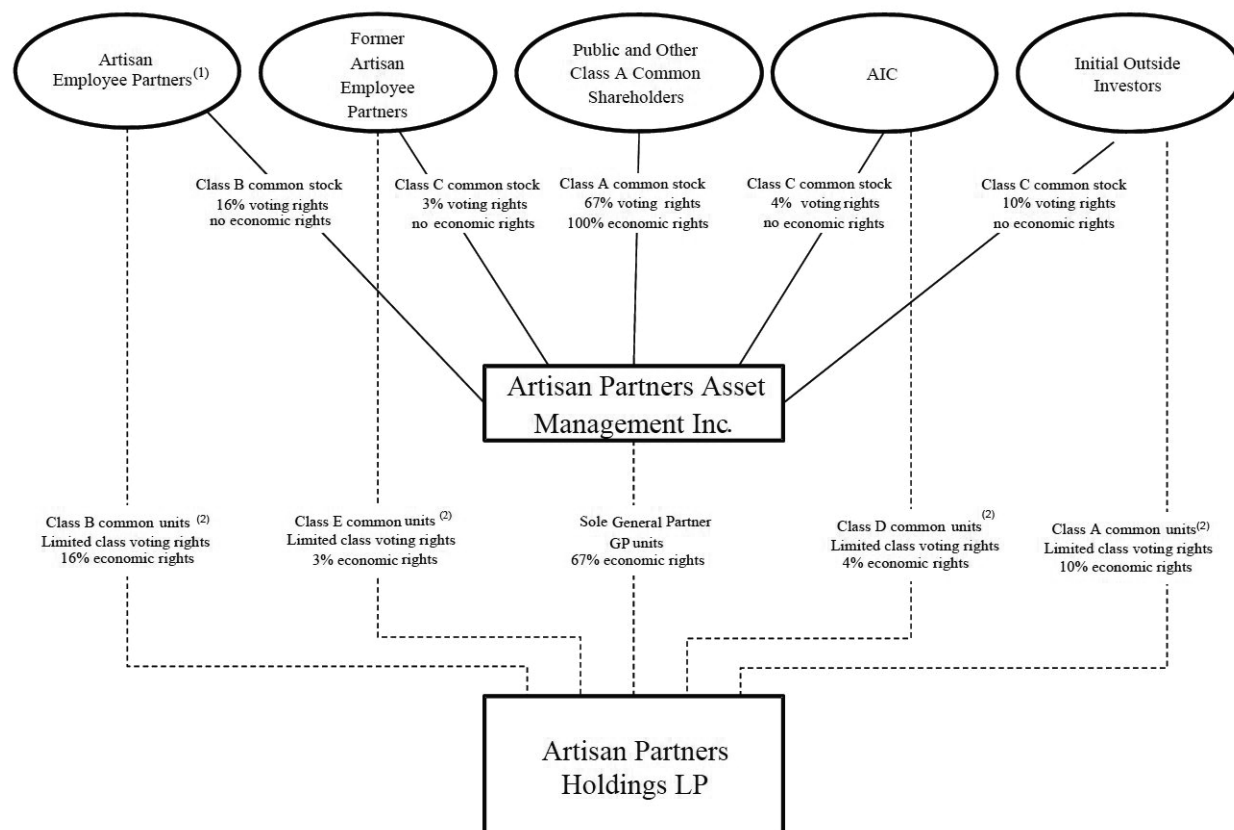 Artisan
Employee Partners(1)
Former
Artisan
Employee
Partners
Public and Other
Class A Common
Shareholders
AIC
Initial Outside
Investors
Class B common stock
16% voting rights
no economic rights
Class C common stock
3% voting rights
no economic rights
Class A common stock
67% voting rights
100% economic rights
Class C common stock
4% voting rights
no economic rights
Class C common stock
10% voting rights
no economic rights
Artisan Partners Asset
Management Inc.
Class B common units (2)
Limited class voting rights
16% economic rights
Class E common units (2)
Limited class voting rights
3% economic rights
Sole General Partner
GP units
67% economic rights
Class D common units (2)
Limited class voting rights
4% economic rights
Class A common units(2)
Limited class voting rights
10% economic rights
Artisan Partners
Holdings LP